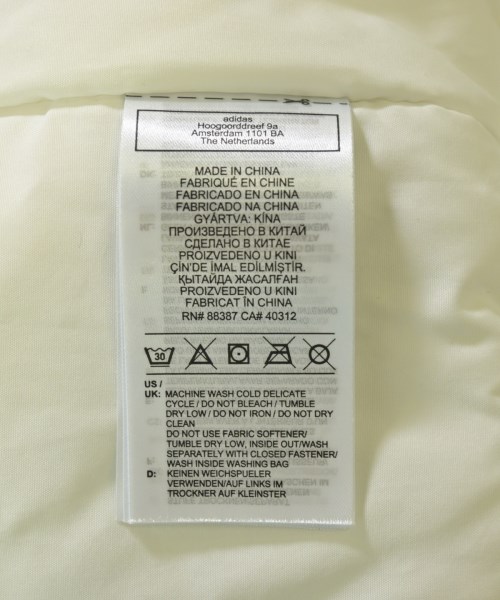 adidas
Hoogoorddreef 9a
Amsterdam 1101 BA
The Netherlands
MADE IN CHINA
FABRIQUÉ EN CHINE
FABRICADO EN CHINA
FABRICADO NA CHINA
GYÁRTVA: KÍNA
ПРОИЗВЕДЕНО В КИТАЙ
СДЕЛАНО В КИТАЕ
PROIZVEDENO U KINI
ÇIN'DE İMAL EDİLMİŞTİR.
ҚЫТАЙДА ЖАСАЛҒАН
PROIZVEDENO U KINI
FABRICAT ÎN CHINA
RN# 88387 CA# 40312
30
US /
UK: MACHINE WASH COLD DELICATE
CYCLE / DO NOT BLEACH / TUMBLE
DRY LOW / DO NOT IRON / DO NOT DRY
CLEAN
DO NOT USE FABRIC SOFTENER/
TUMBLE DRY LOW, INSIDE OUT/WASH
SEPARATELY WITH CLOSED FASTENER/
WASH INSIDE WASHING BAG
D: KEINEN WEICHSPUELER
VERWENDEN/AUF LINKS IM
TROCKNER AUF KLEINSTER